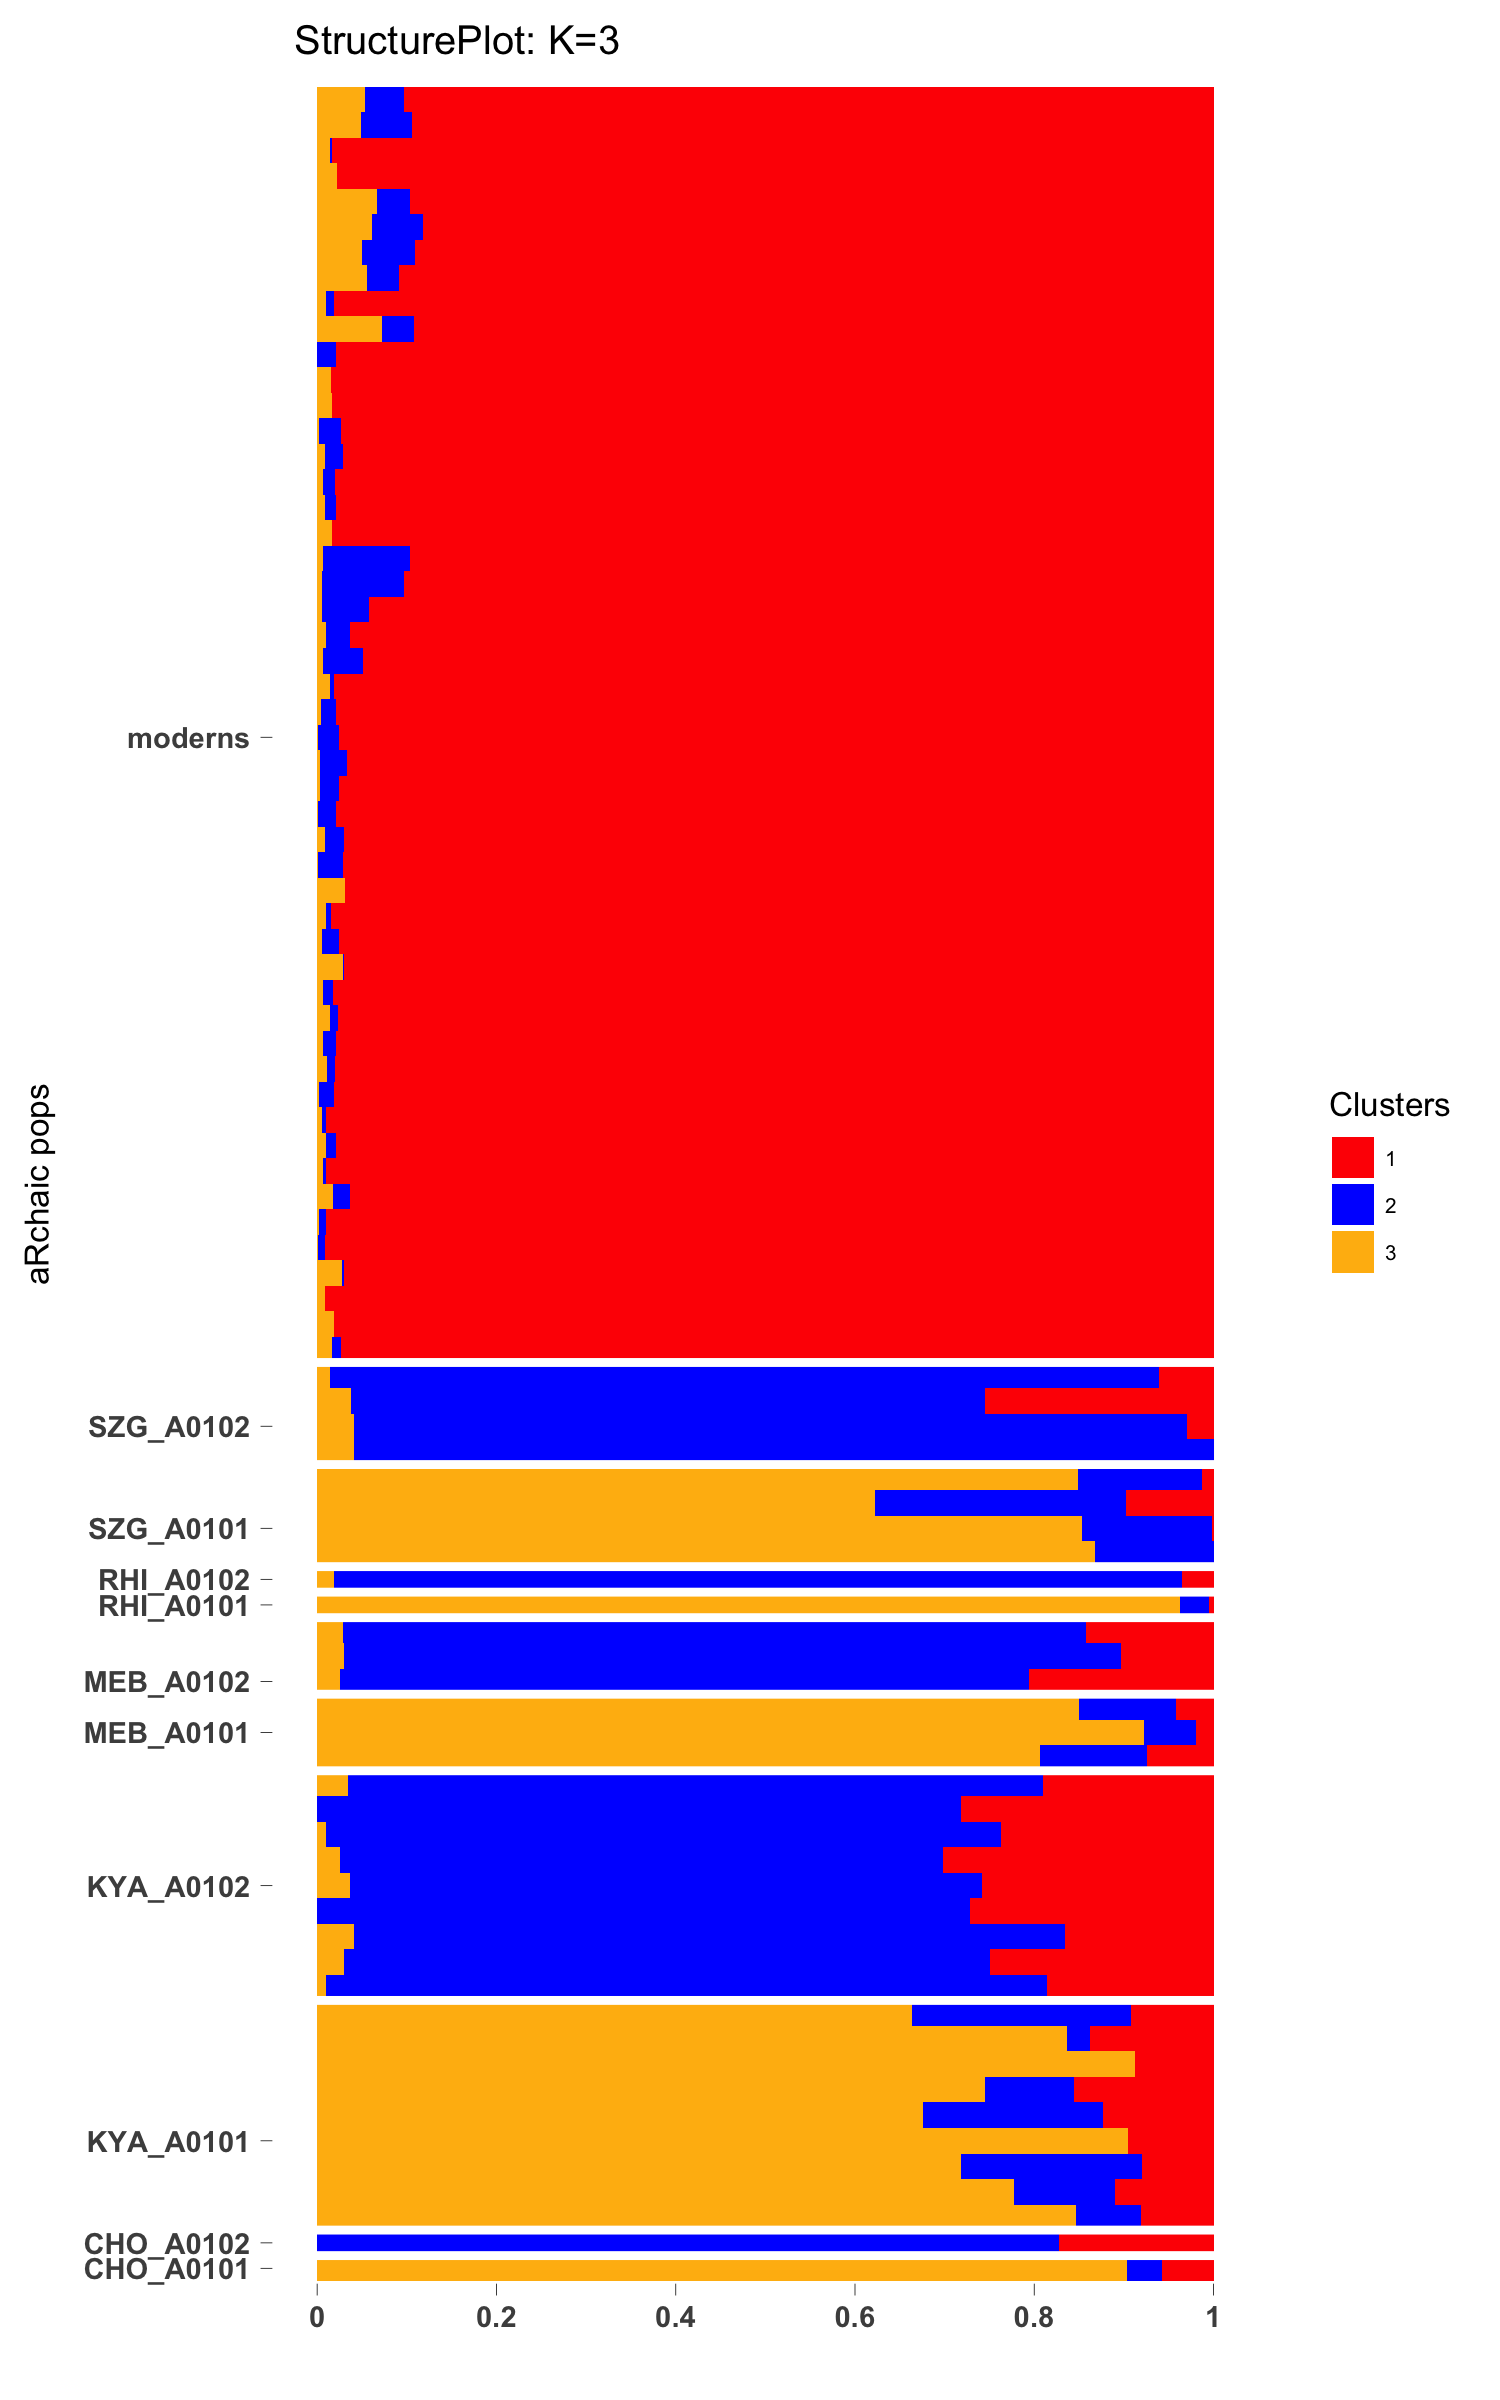 StructurePlot: K=3
moderns
SZG_A0102
SZG_A0101
RHI_A0102
RHI_A0101
MEB_A0102
MEB_A0101
KYA_A0102
KYA_A0101
CHO_A0102
CHO_A0101
aRchaic pops
0 0.2 0.4 0.6 0.8 1
Clusters
1
2
3